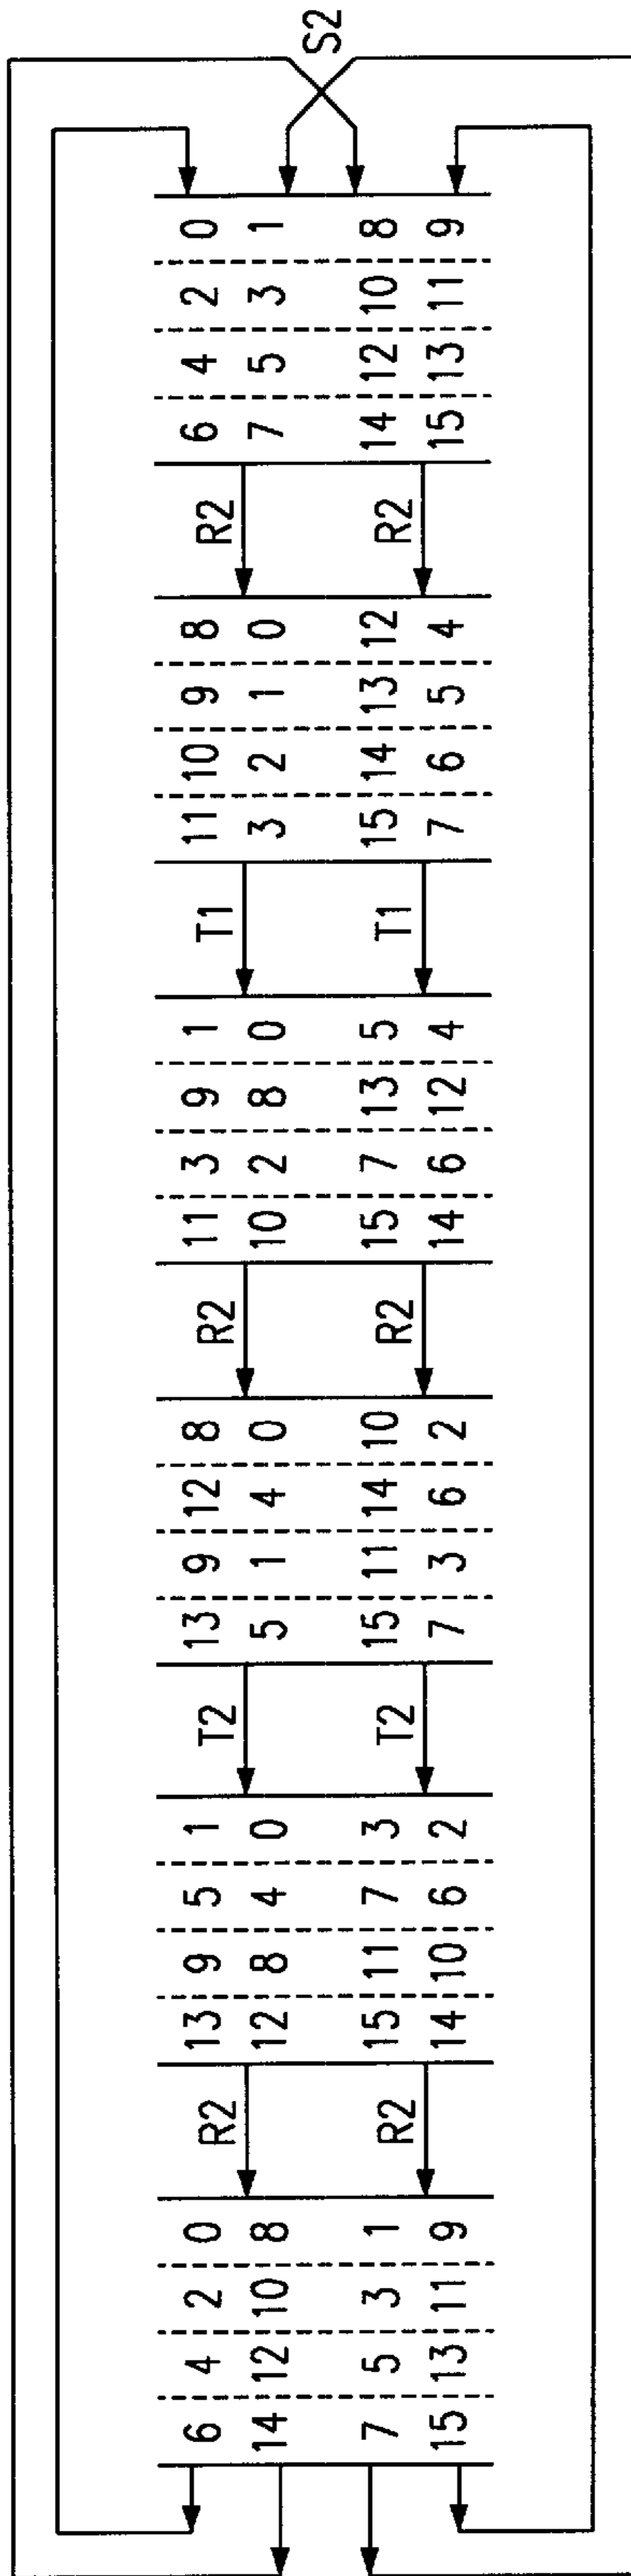 6 4 2 0 13 9 5 1 13 9 12 8 11 3 9 1 11 10 9 8 6 4 2 0
R2 T2 R2 T1 R2
14 12 10 8 12 8 4 0 5 1 4 0 10 2 8 0 3 2 1 0 7 5 3 1
S2
7 5 3 1 15 11 7 3 15 11 14 10 15 7 13 5 15 14 13 12 14 12 10 8
R2 T2 R2 T1 R2
15 13 11 9 14 10 6 2 7 3 6 2 14 6 12 4 7 6 5 4 15 13 11 9